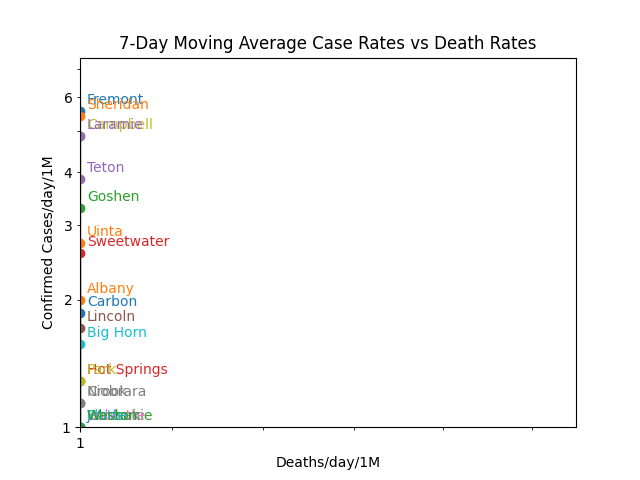 7-Day Moving Average Case Rates vs Death Rates
Confirmed Cases/day/1M
6
4
3
2
1
Fremont
Sheridan
Campbell
Laramie
Teton
Goshen
Uinta
Sweetwater
Albany
Carbon
Lincoln
Big Horn
Park
Hot Springs
Crook
Niobrara
Washakie
1
Deaths/day/1M